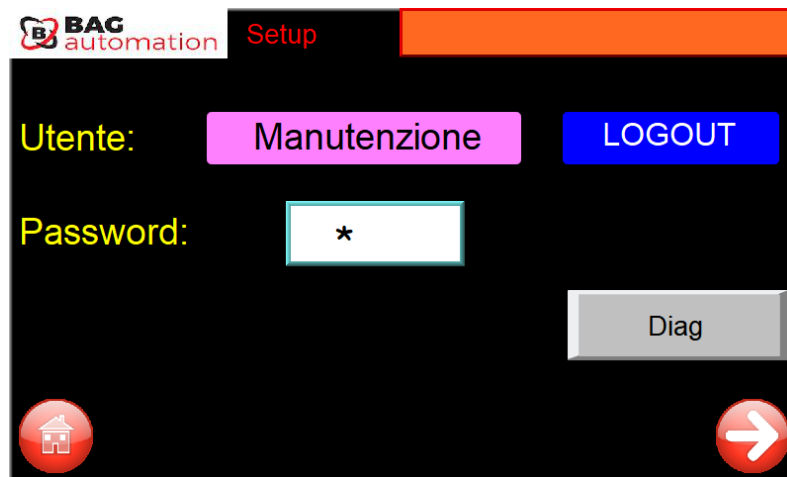 BAG
automation
Setup
Utente:
Manutenzione
LOGOUT
Password:
*
Diag